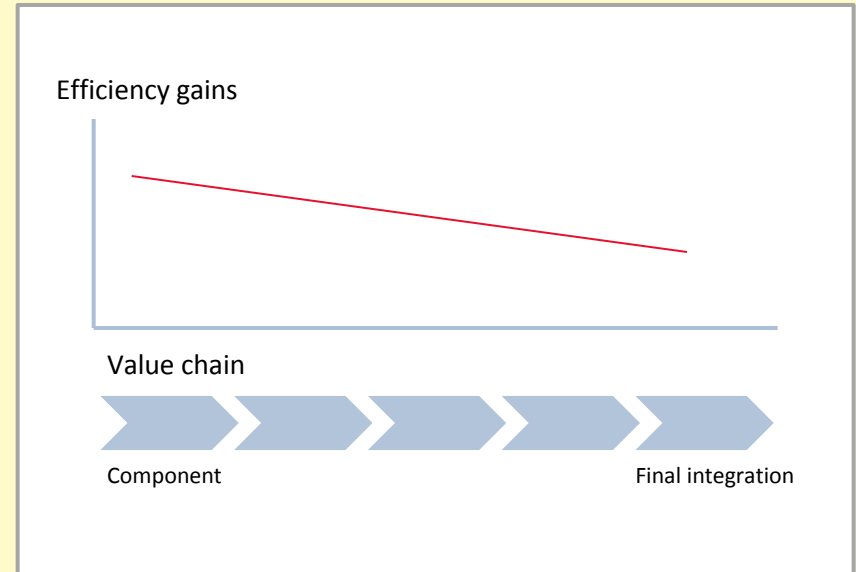 Efficiency gains
Value chain
Component
Final integration